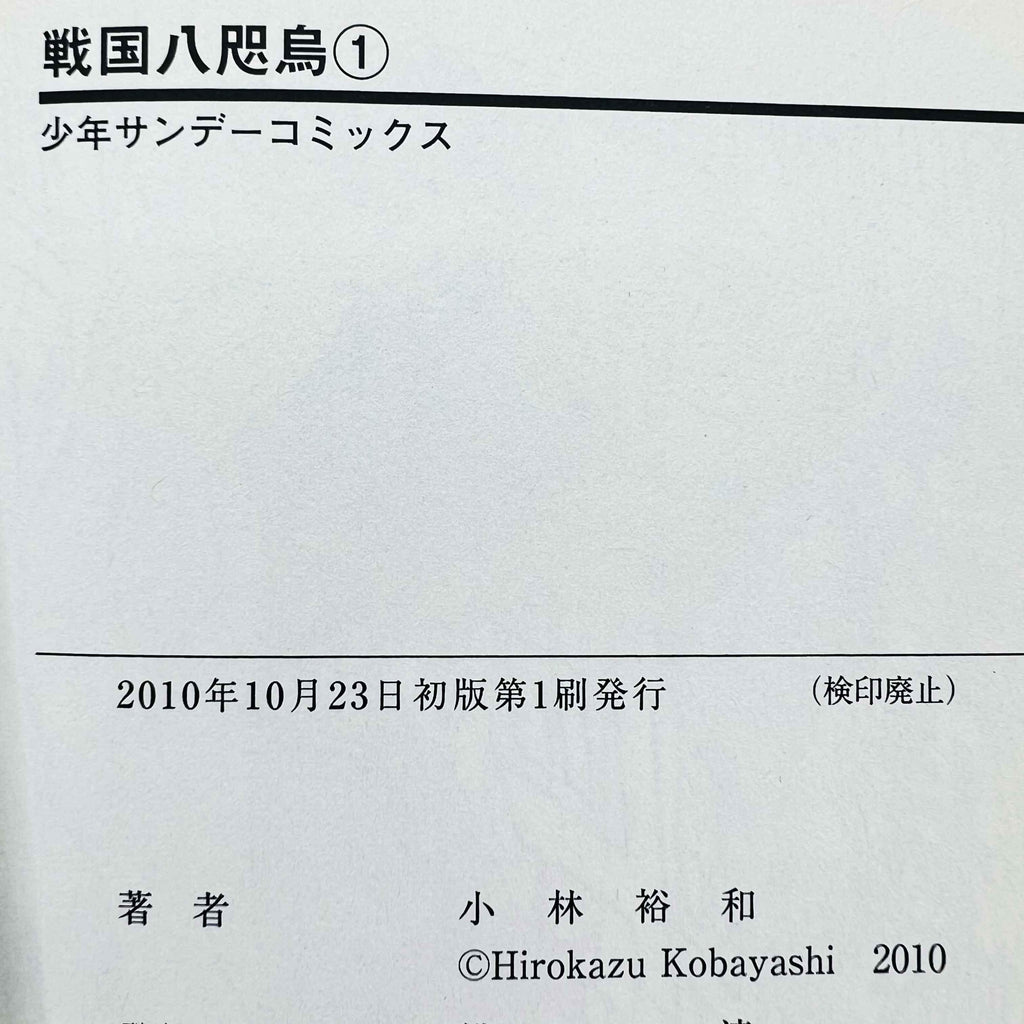 戦国八咫烏①
少年サンデーコミックス
2010年10月23日初版第1刷発行 （検印廃止）
著 者 小 林 裕 和
©Hirokazu Kobayashi 2010